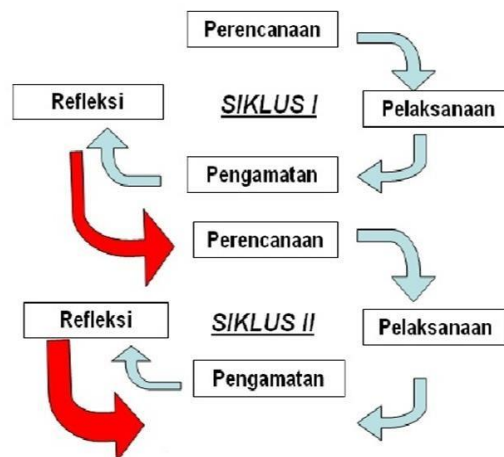 Perencanaan
Refleksi
SIKLUS I
Pelaksanaan
Pengamatan
Perencanaan
Refleksi
SIKLUS II
Pelaksanaan
Pengamatan